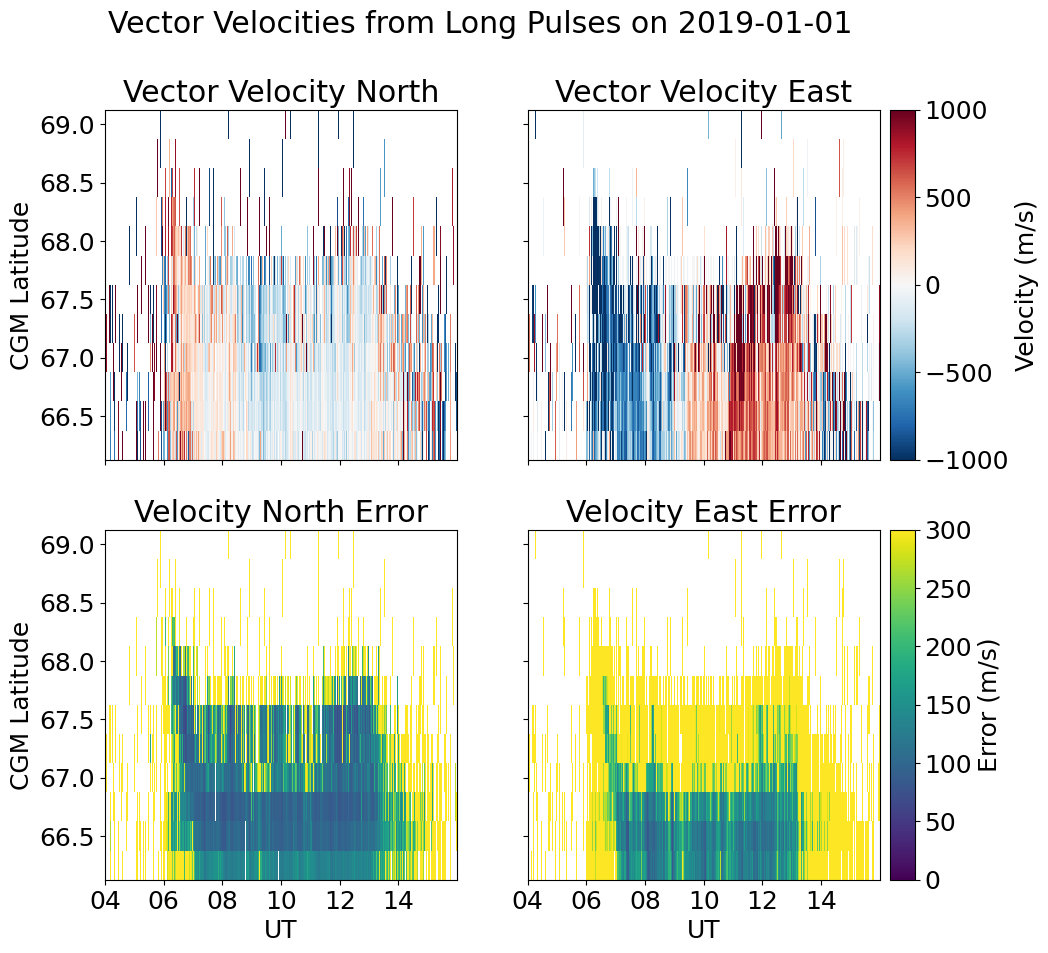 Vector Velocities from Long Pulses on 2019-01-01
Vector Velocity North
Vector Velocity East
69.0
68.5
68.0
67.5
67.0
66.5
CGM Latitude
1000
500
0
−500
−1000
Velocity (m/s)
Velocity North Error
Velocity East Error
69.0
68.5
68.0
67.5
67.0
66.5
CGM Latitude
300
250
200
150
100
50
0
Error (m/s)
04 06 08 10 12 14
04 06 08 10 12 14
UT
UT